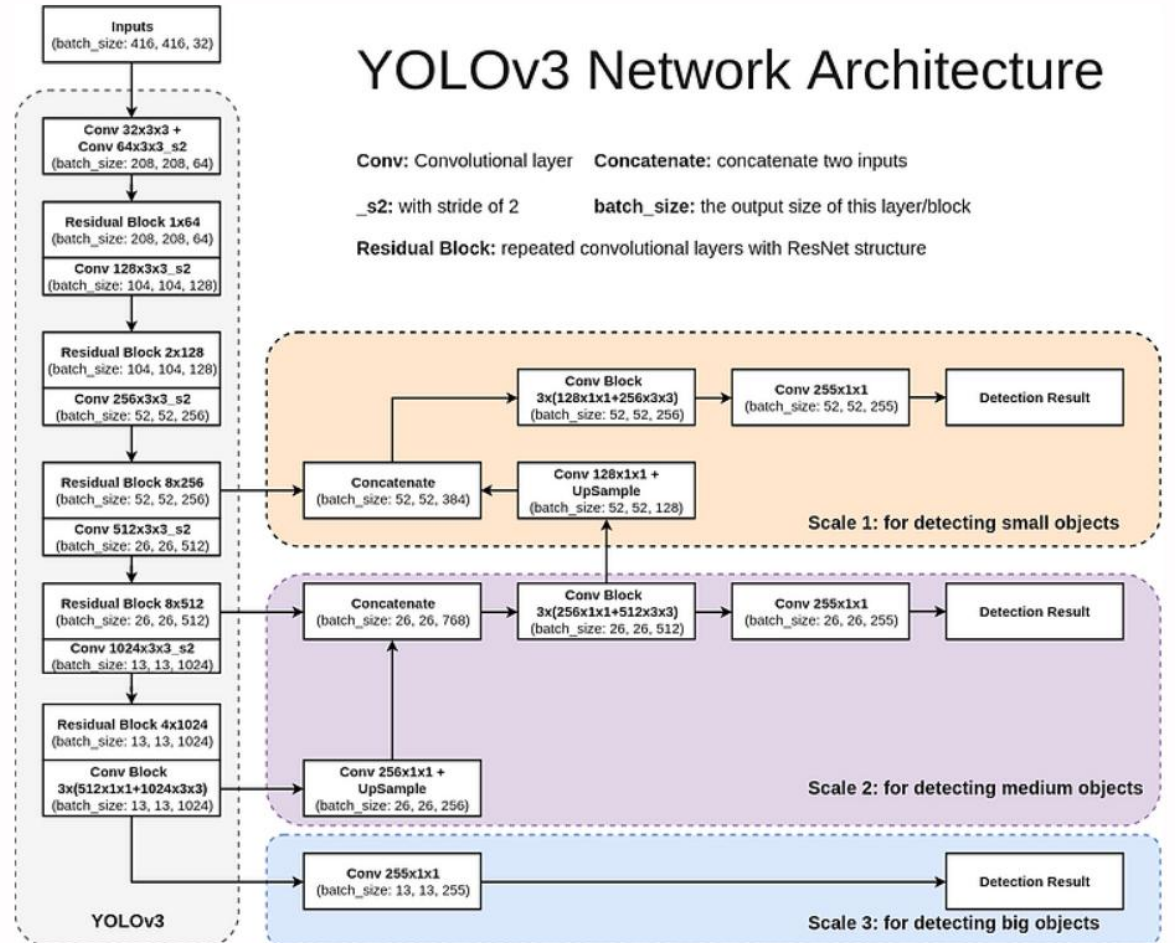 Inputs
(batch_size: 416, 416, 32)
YOLOv3 Network Architecture
Conv: Convolutional layer
Concatenate: concatenate two inputs
_s2: with stride of 2
batch_size: the output size of this layer/block
Residual Block: repeated convolutional layers with ResNet structure
Conv 32x3x3 +
Conv 64x3x3_s2
(batch_size: 208, 208, 64)
Residual Block 1x64
(batch_size: 208, 208, 64)
Conv 128x3x3_s2
(batch_size: 104, 104, 128)
Residual Block 2x128
(batch_size: 104, 104, 128)
Conv 256x3x3_s2
(batch_size: 52, 52, 256)
Residual Block 8x256
(batch_size: 52, 52, 256)
Conv 512x3x3_s2
(batch_size: 26, 26, 512)
Residual Block 8x512
(batch_size: 26, 26, 512)
Conv 1024x3x3_s2
(batch_size: 13, 13, 1024)
Residual Block 4x1024
(batch_size: 13, 13, 1024)
Conv Block
3x(512x1x1+1024x3x3)
(batch_size: 13, 13, 1024)
YOLOv3
Conv Block
3x(128x1x1+256x3x3)
(batch_size: 52, 52, 256)
Conv 255x1x1
(batch_size: 52, 52, 255)
Detection Result
Concatenate
(batch_size: 52, 52, 384)
Conv 128x1x1 +
UpSample
(batch_size: 52, 52, 128)
Scale 1: for detecting small objects
Concatenate
(batch_size: 26, 26, 768)
Conv Block
3x(256x1x1+512x3x3)
(batch_size: 26, 26, 512)
Conv 255x1x1
(batch_size: 26, 26, 255)
Detection Result
Conv 256x1x1 +
UpSample
(batch_size: 26, 26, 256)
Scale 2: for detecting medium objects
Conv 255x1x1
(batch_size: 13, 13, 255)
Detection Result
Scale 3: for detecting big objects